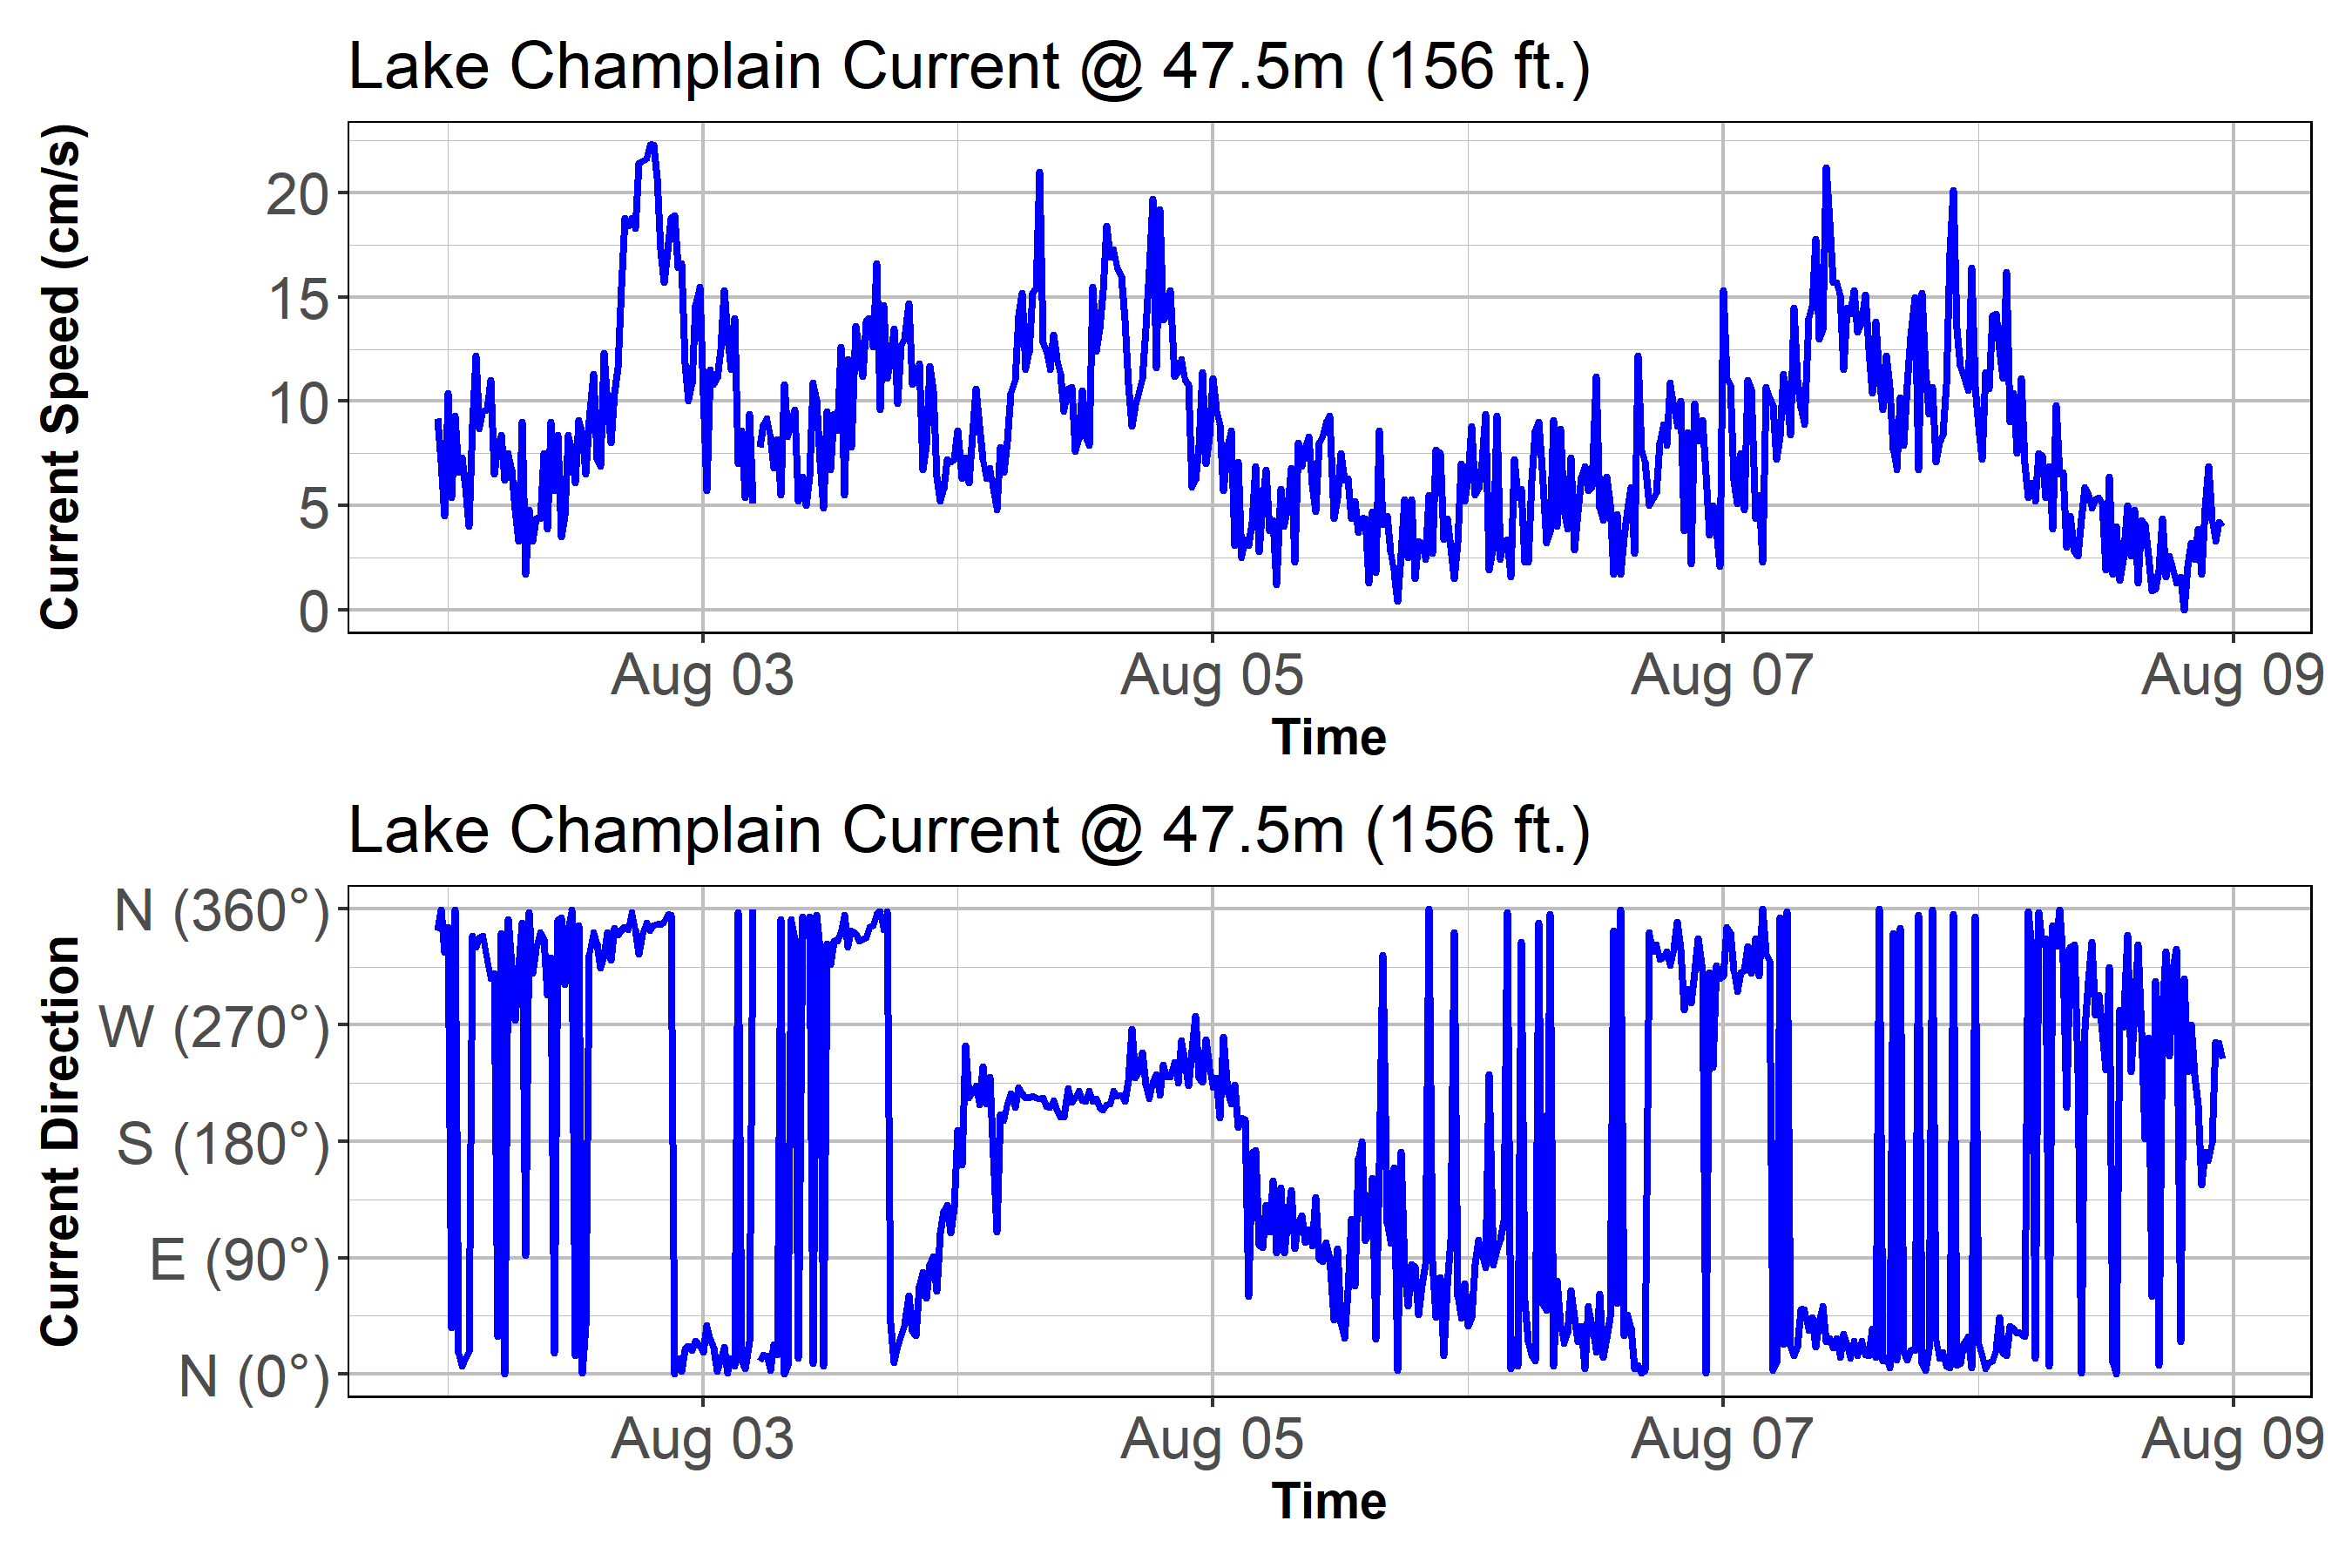 Lake Champlain Current @ 47.5m (156 ft.)
Current Speed (cm/s)
20
15
10
5
0
Aug 03 Aug 05 Aug 07 Aug 09
Time
Lake Champlain Current @ 47.5m (156 ft.)
Current Direction
N (360°)
W (270°)
S (180°)
E (90°)
N (0°)
Aug 03 Aug 05 Aug 07 Aug 09
Time